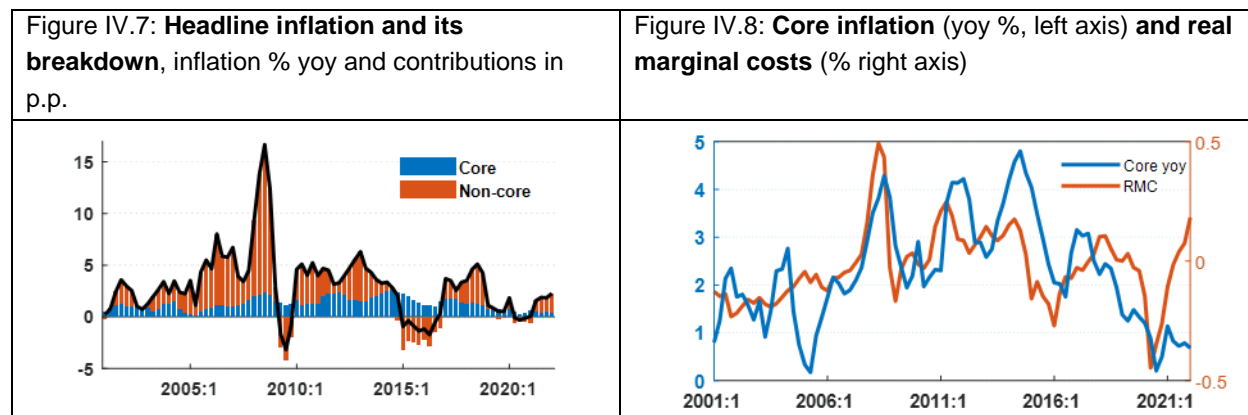 Figure IV.7: Headline inflation and its
breakdown, inflation % yoy and contributions in
p.p.
Figure IV.8: Core inflation (yoy %, left axis) and real
marginal costs (% right axis)
15
10
5
0
-5
Core
Non-core
2005:1
2010:1
2015:1
2020:1
5
4
3
2
1
0
Core yoy
RMC
0.5
0
-0.5
2001:1
2006:1
2011:1
2016:1
2021:1